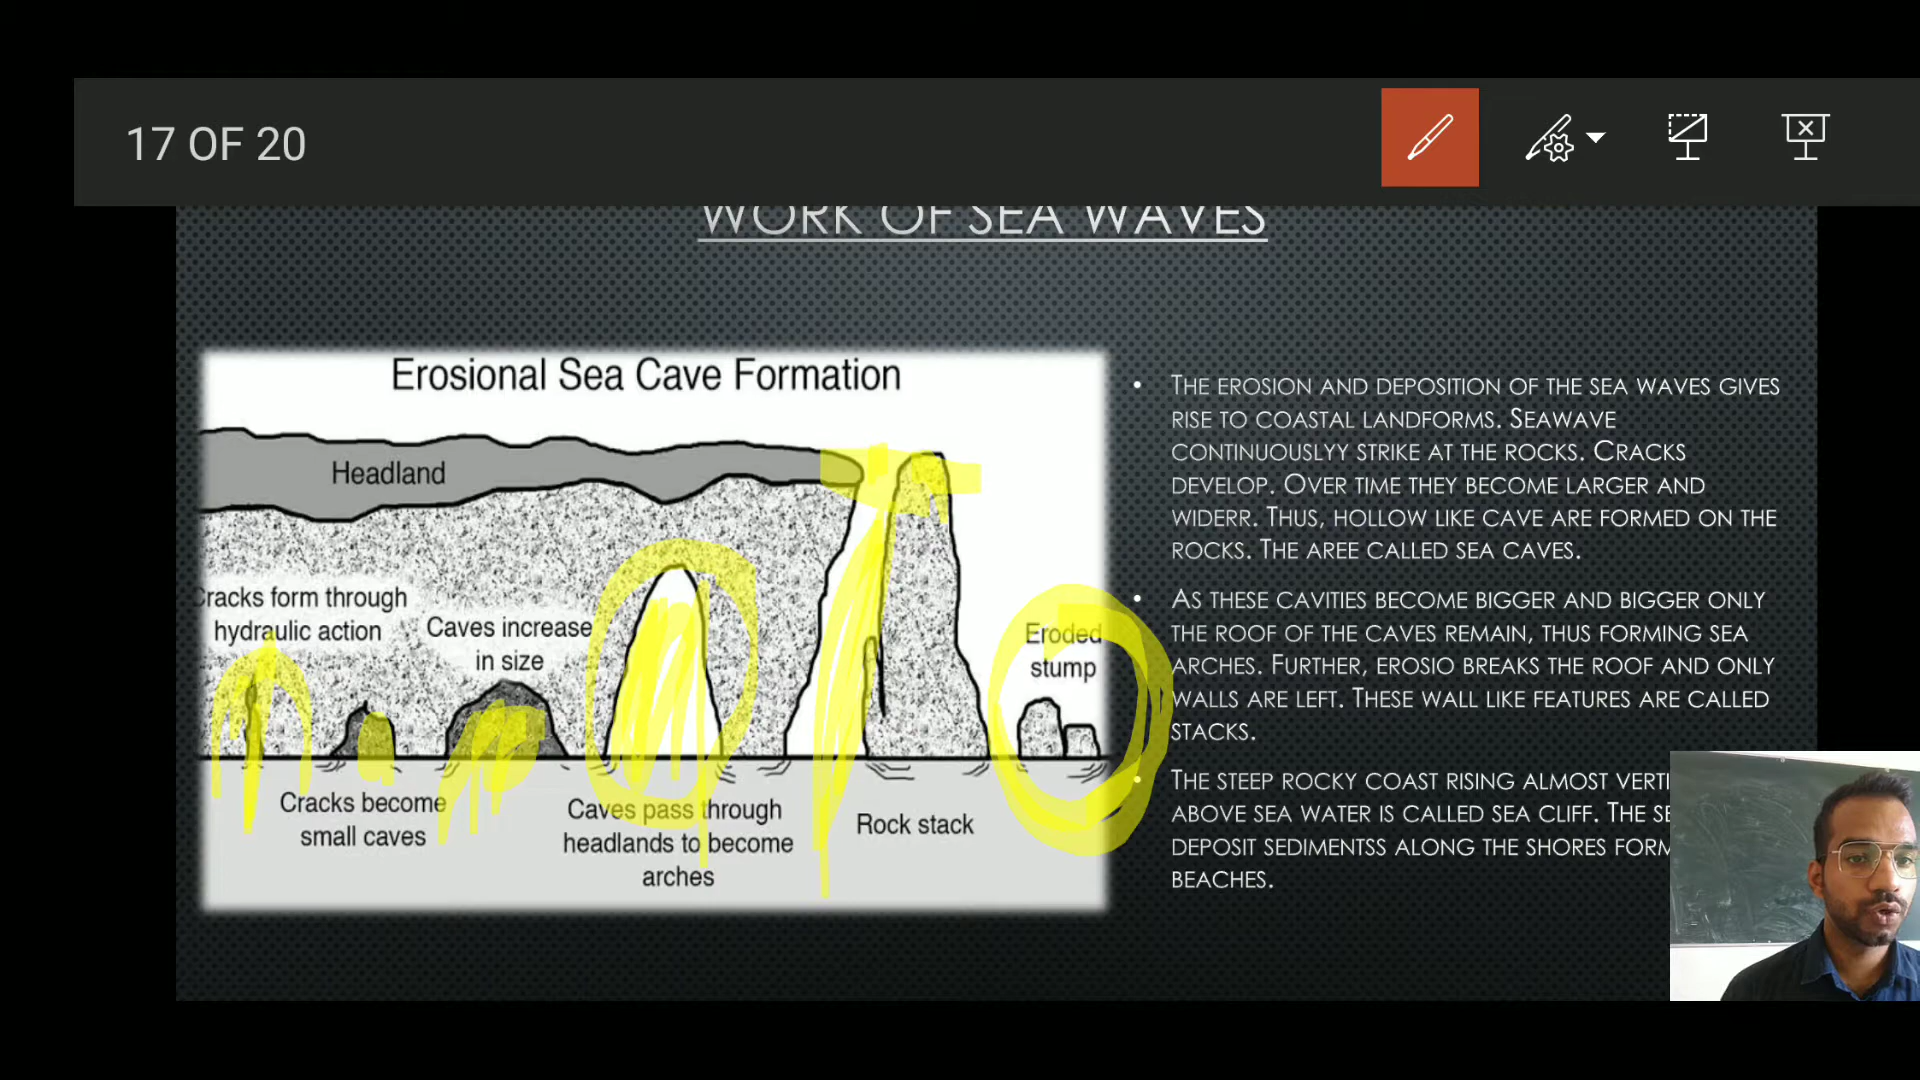 17 OF 20
WORK OF SEA WAVES
Erosional Sea Cave Formation
Headland
Cracks form through
hydraulic action
Caves increase
in size
Eroded
stump
Cracks become
small caves
Caves pass through
headlands to become
arches
Rock stack
• THE EROSION AND DEPOSITION OF THE SEA WAVES GIVES
RISE TO COASTAL LANDFORMS. SEAWAVE
CONTINUOUSLYY STRIKE AT THE ROCKS. CRACKS
DEVELOP. OVER TIME THEY BECOME LARGER AND
WIDERR. THUS, HOLLOW LIKE CAVE ARE FORMED ON THE
ROCKS. THE AREE CALLED SEA CAVES.
• AS THESE CAVITIES BECOME BIGGER AND BIGGER ONLY
THE ROOF OF THE CAVES REMAIN, THUS FORMING SEA
ARCHES. FURTHER, EROSIO BREAKS THE ROOF AND ONLY
WALLS ARE LEFT. THESE WALL LIKE FEATURES ARE CALLED
STACKS.
• THE STEEP ROCKY COAST RISING ALMOST
ABOVE SEA WATER IS CALLED SEA CLIFF. THE
DEPOSIT SEDIMENTSS ALONG THE SHORES
BEACHES.